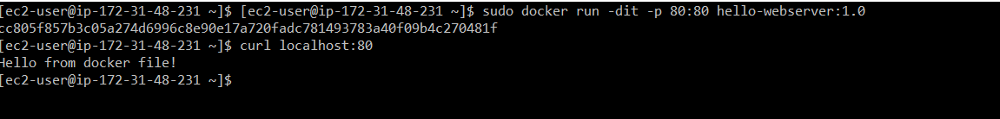 [ec2-user@ip-172-31-48-231 ~]$ [ec2-user@ip-172-31-48-231 ~]$ sudo docker run -dit -p 80:80 hello-webserver:1.0
cc805f857b3c05a274d6996c8e90e17a720fadc781493783a40f09b4c270481f
[ec2-user@ip-172-31-48-231 ~]$ curl localhost:80
Hello from docker file!
[ec2-user@ip-172-31-48-231 ~]$